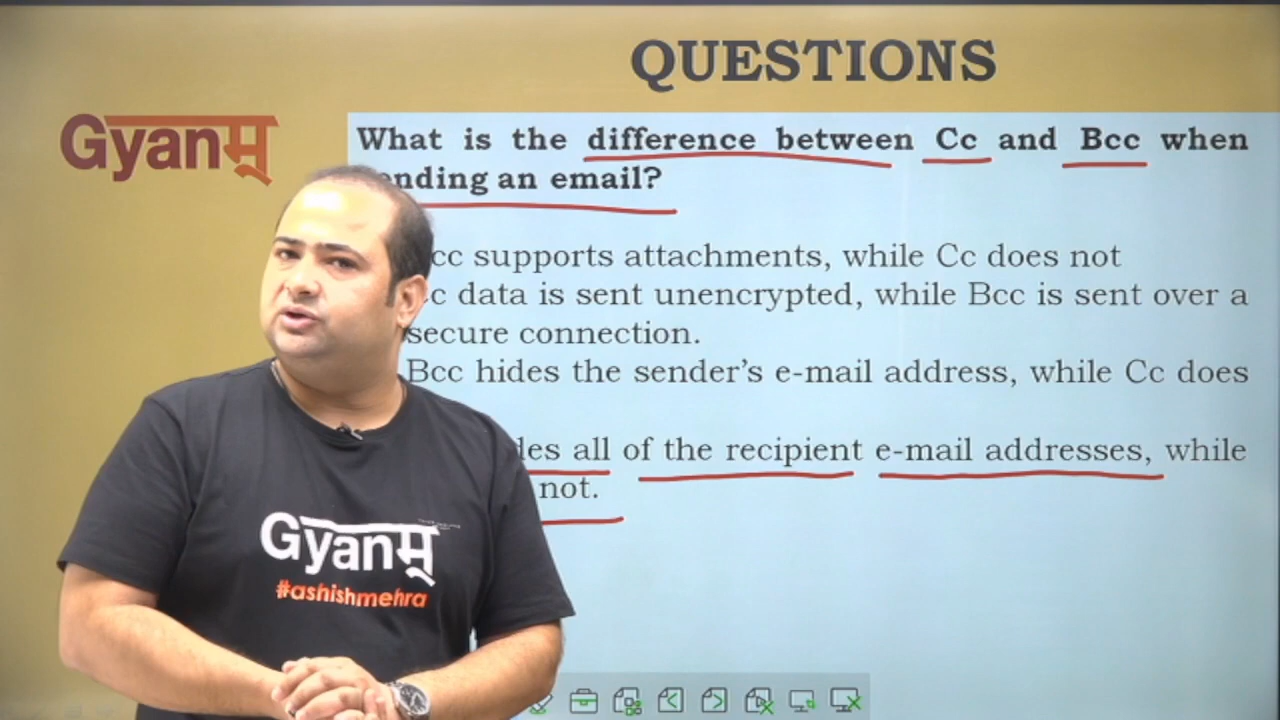 QUESTIONS
Gyanम्
What is the difference between Cc and Bcc when
ending an email?
cc supports attachments, while Cc does not
c data is sent unencrypted, while Bcc is sent over a
secure connection.
Bcc hides the sender's e-mail address, while Cc does
des all of the recipient e-mail addresses, while
not.
Gyanम्
#ashishmehra